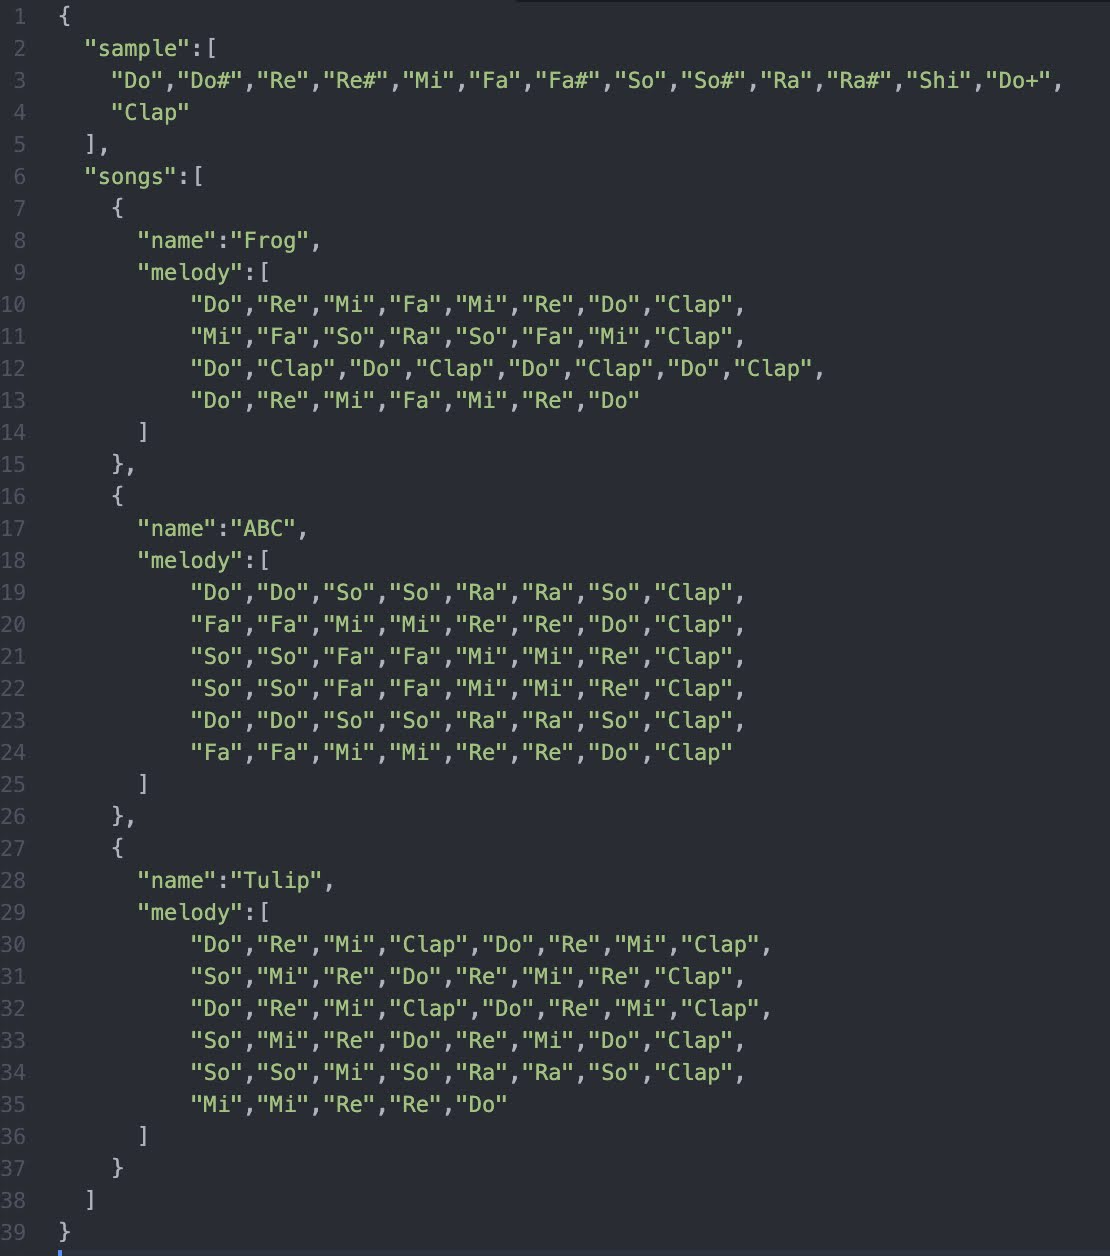 1 {
2 "sample":[
3 "Do","Do#","Re","Re#","Mi","Fa","Fa#","So","So#","Ra","Ra#","Shi","Do+",
4 "Clap"
5 ],
6 "songs":[
7 {
8 "name":"Frog",
9 "melody":[
10 "Do","Re","Mi","Fa","Mi","Re","Do","Clap",
11 "Mi","Fa","So","Ra","So","Fa","Mi","Clap",
12 "Do","Clap","Do","Clap","Do","Clap","Do","Clap",
13 "Do","Re","Mi","Fa","Mi","Re","Do"
14 ]
15 },
16 {
17 "name":"ABC",
18 "melody":[
19 "Do","Do","So","So","Ra","Ra","So","Clap",
20 "Fa","Fa","Mi","Mi","Re","Re","Do","Clap",
21 "So","So","Fa","Fa","Mi","Mi","Re","Clap",
22 "So","So","Fa","Fa","Mi","Mi","Re","Clap",
23 "Do","Do","So","So","Ra","Ra","So","Clap",
24 "Fa","Fa","Mi","Mi","Re","Re","Do","Clap"
25 ]
26 },
27 {
28 "name":"Tulip",
29 "melody":[
30 "Do","Re","Mi","Clap","Do","Re","Mi","Clap",
31 "So","Mi","Re","Do","Re","Mi","Re","Clap",
32 "Do","Re","Mi","Clap","Do","Re","Mi","Clap",
33 "So","Mi","Re","Do","Re","Mi","Do","Clap",
34 "So","So","Mi","So","Ra","Ra","So","Clap",
35 "Mi","Mi","Re","Re","Do"
36 ]
37 }
38 ]
39 }